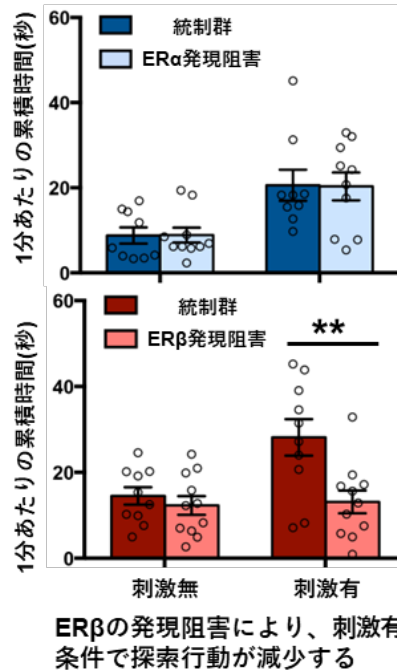 60
統制群
ERα発現阻害
40
20
0
1分あたりの累積時間(秒)
60
統制群
ERβ発現阻害
**
40
20
0
1分あたりの累積時間(秒)
刺激無 刺激有
ERβの発現阻害により、刺激有
条件で探索行動が減少する